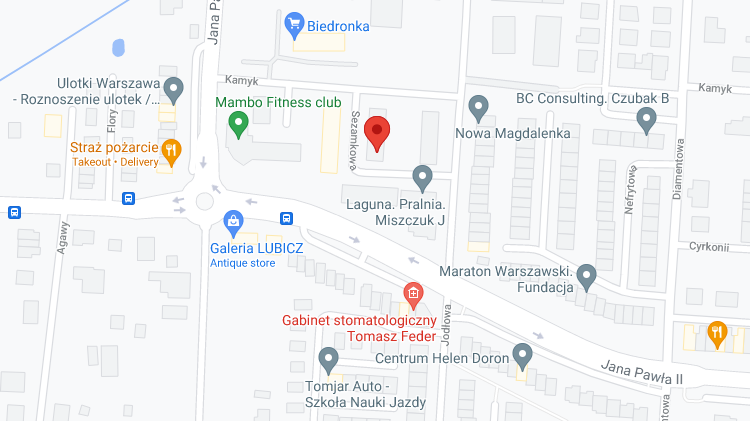 Jana P
Biedronka
Kamyk
Kamyk
Ulotki Warszawa
- Roznoszenie ulotek /...
Fiory
Mambo Fitness club
Sezamkowa
BC Consulting. Czubak B
Nowa Magdalenka
Straż pożarcie
Takeout • Delivery
Diamentowa
Nefrytowa
Laguna. Pralnia.
Miszczuk J
Agawy
Galeria LUBICZ
Antique store
Cyrkonii
Maraton Warszawski.
Fundacja
Gabinet stomatologiczny
Tomasz Feder
Jodłowa
Centrum Helen Doron
Jana Pawła II
Tomjar Auto -
Szkoła Nauki Jazdy
ntowa